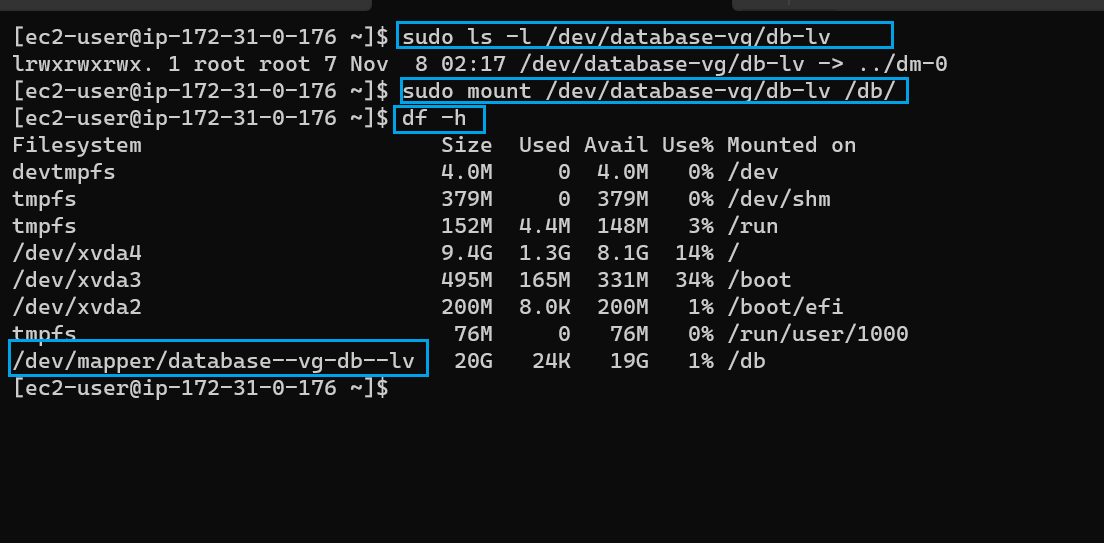 [ec2-user@ip-172-31-0-176 ~]$ sudo ls -l /dev/database-vg/db-lv
lrwxrwxrwx. 1 root root 7 Nov  8 02:17 /dev/database-vg/db-lv -> ../dm-0
[ec2-user@ip-172-31-0-176 ~]$ sudo mount /dev/database-vg/db-lv /db/
[ec2-user@ip-172-31-0-176 ~]$ df -h
Filesystem                       Size  Used Avail Use% Mounted on
devtmpfs                         4.0M     0  4.0M   0% /dev
tmpfs                            379M     0  379M   0% /dev/shm
tmpfs                            152M  4.4M  148M   3% /run
/dev/xvda4                       9.4G  1.3G  8.1G  14% /
/dev/xvda3                       495M  165M  331M  34% /boot
/dev/xvda2                       200M  8.0K  200M   1% /boot/efi
tmpfs                             76M     0   76M   0% /run/user/1000
/dev/mapper/database--vg-db--lv   20G   24K   19G   1% /db
[ec2-user@ip-172-31-0-176 ~]$